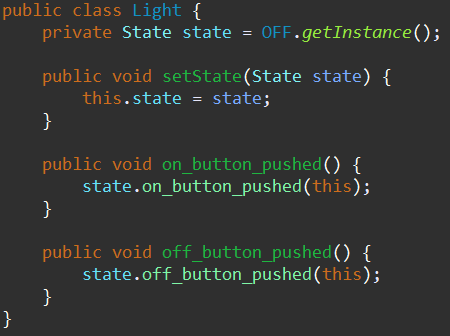 public class Light {
    private State state = OFF.getInstance();
    public void setState(State state) {
        this.state = state;
    }
    public void on_button_pushed() {
        state.on_button_pushed(this);
    }
    public void off_button_pushed() {
        state.off_button_pushed(this);
    }
}